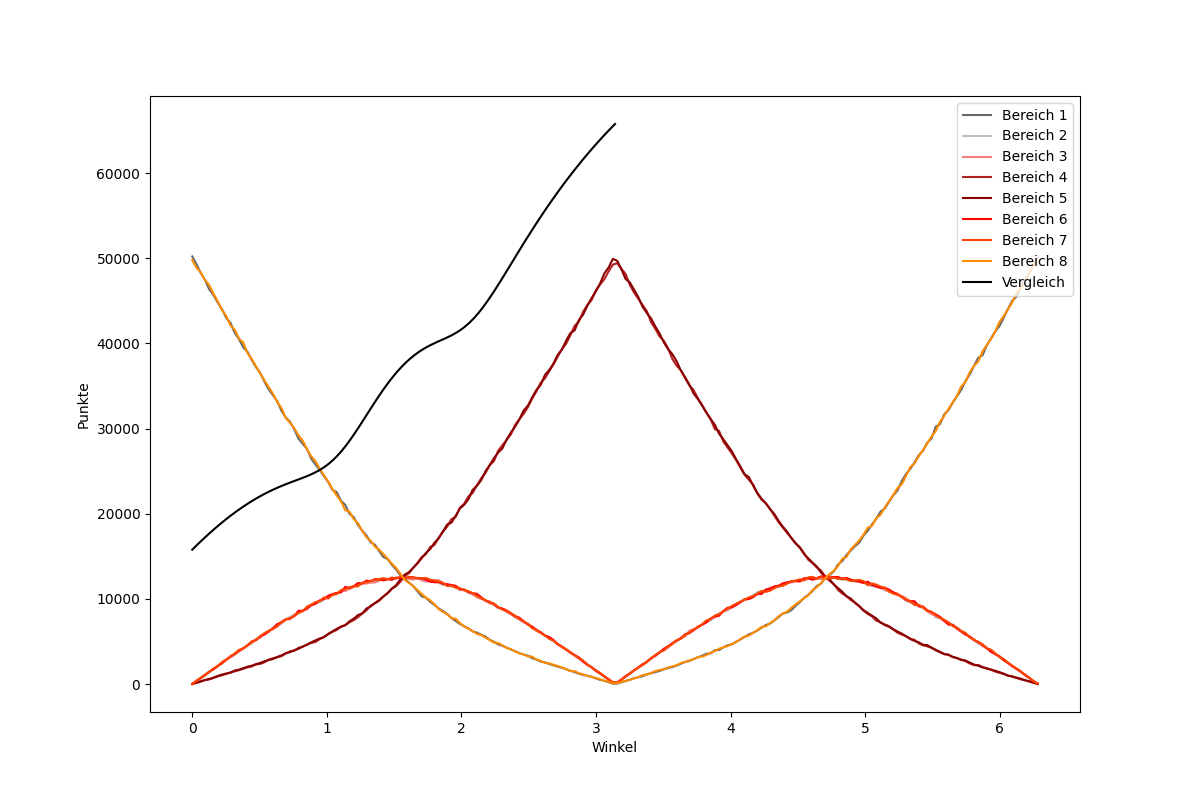 Punkte
60000
50000
40000
30000
20000
10000
0
0
1
2
3
4
5
6
Winkel
Bereich 1
Bereich 2
Bereich 3
Bereich 4
Bereich 5
Bereich 6
Bereich 7
Bereich 8
Vergleich